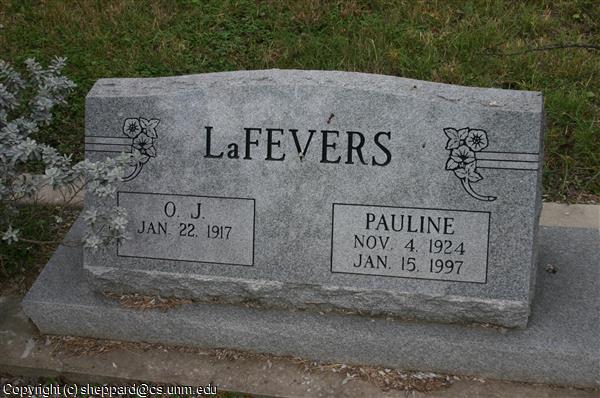 LaFEVERS
O. J.
JAN. 22. 1917
PAULINE
NOV. 4. 1924
JAN. 15. 1997
Copyright (c) sheppard@cs.unm.edu